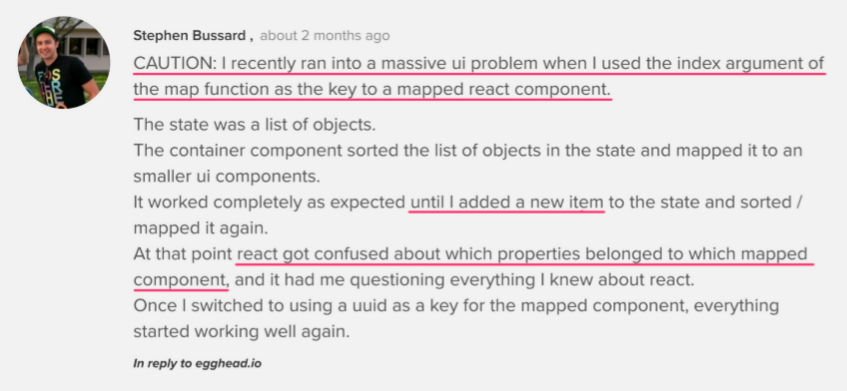 Stephen Bussard , about 2 months ago
CAUTION: I recently ran into a massive ui problem when I used the index argument of
the map function as the key to a mapped react component.
The state was a list of objects.
The container component sorted the list of objects in the state and mapped it to an
smaller ui components.
It worked completely as expected until I added a new item to the state and sorted /
mapped it again.
At that point react got confused about which properties belonged to which mapped
component, and it had me questioning everything I knew about react.
Once I switched to using a uuid as a key for the mapped component, everything
started working well again.
In reply to egghead.io